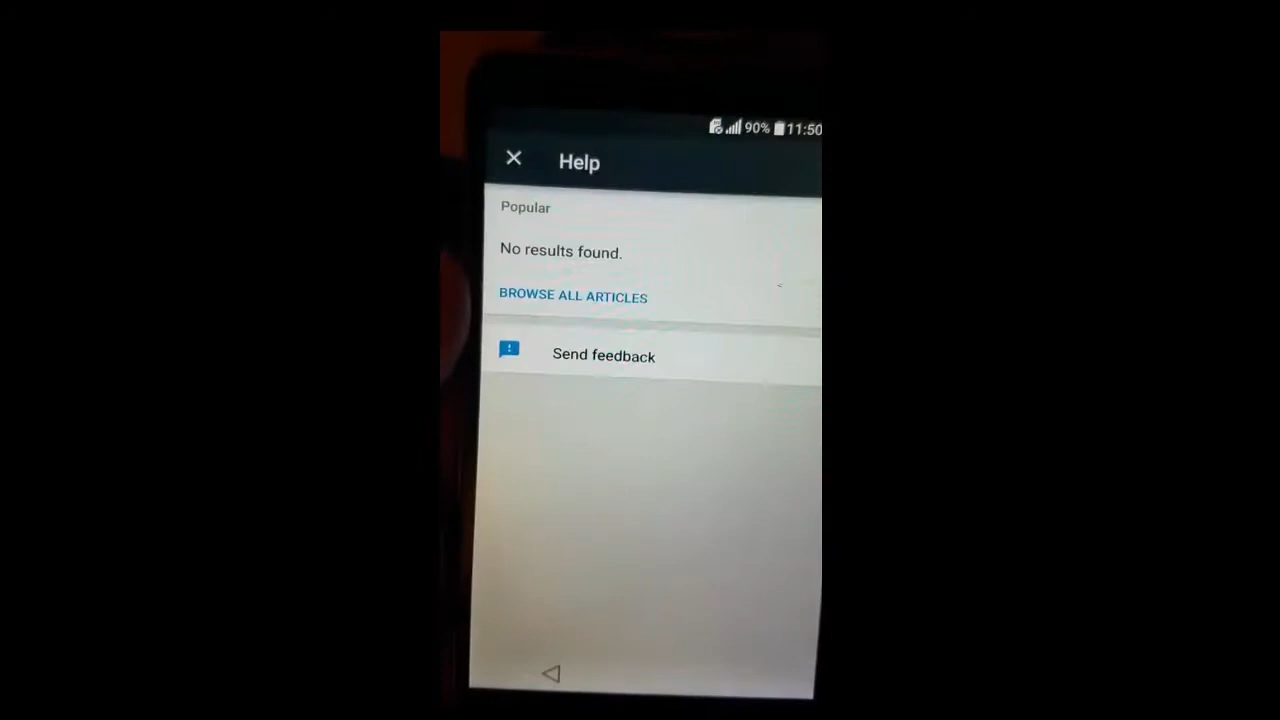 90% 11:50
Help
Popular
No results found.
BROWSE ALL ARTICLES
Send feedback